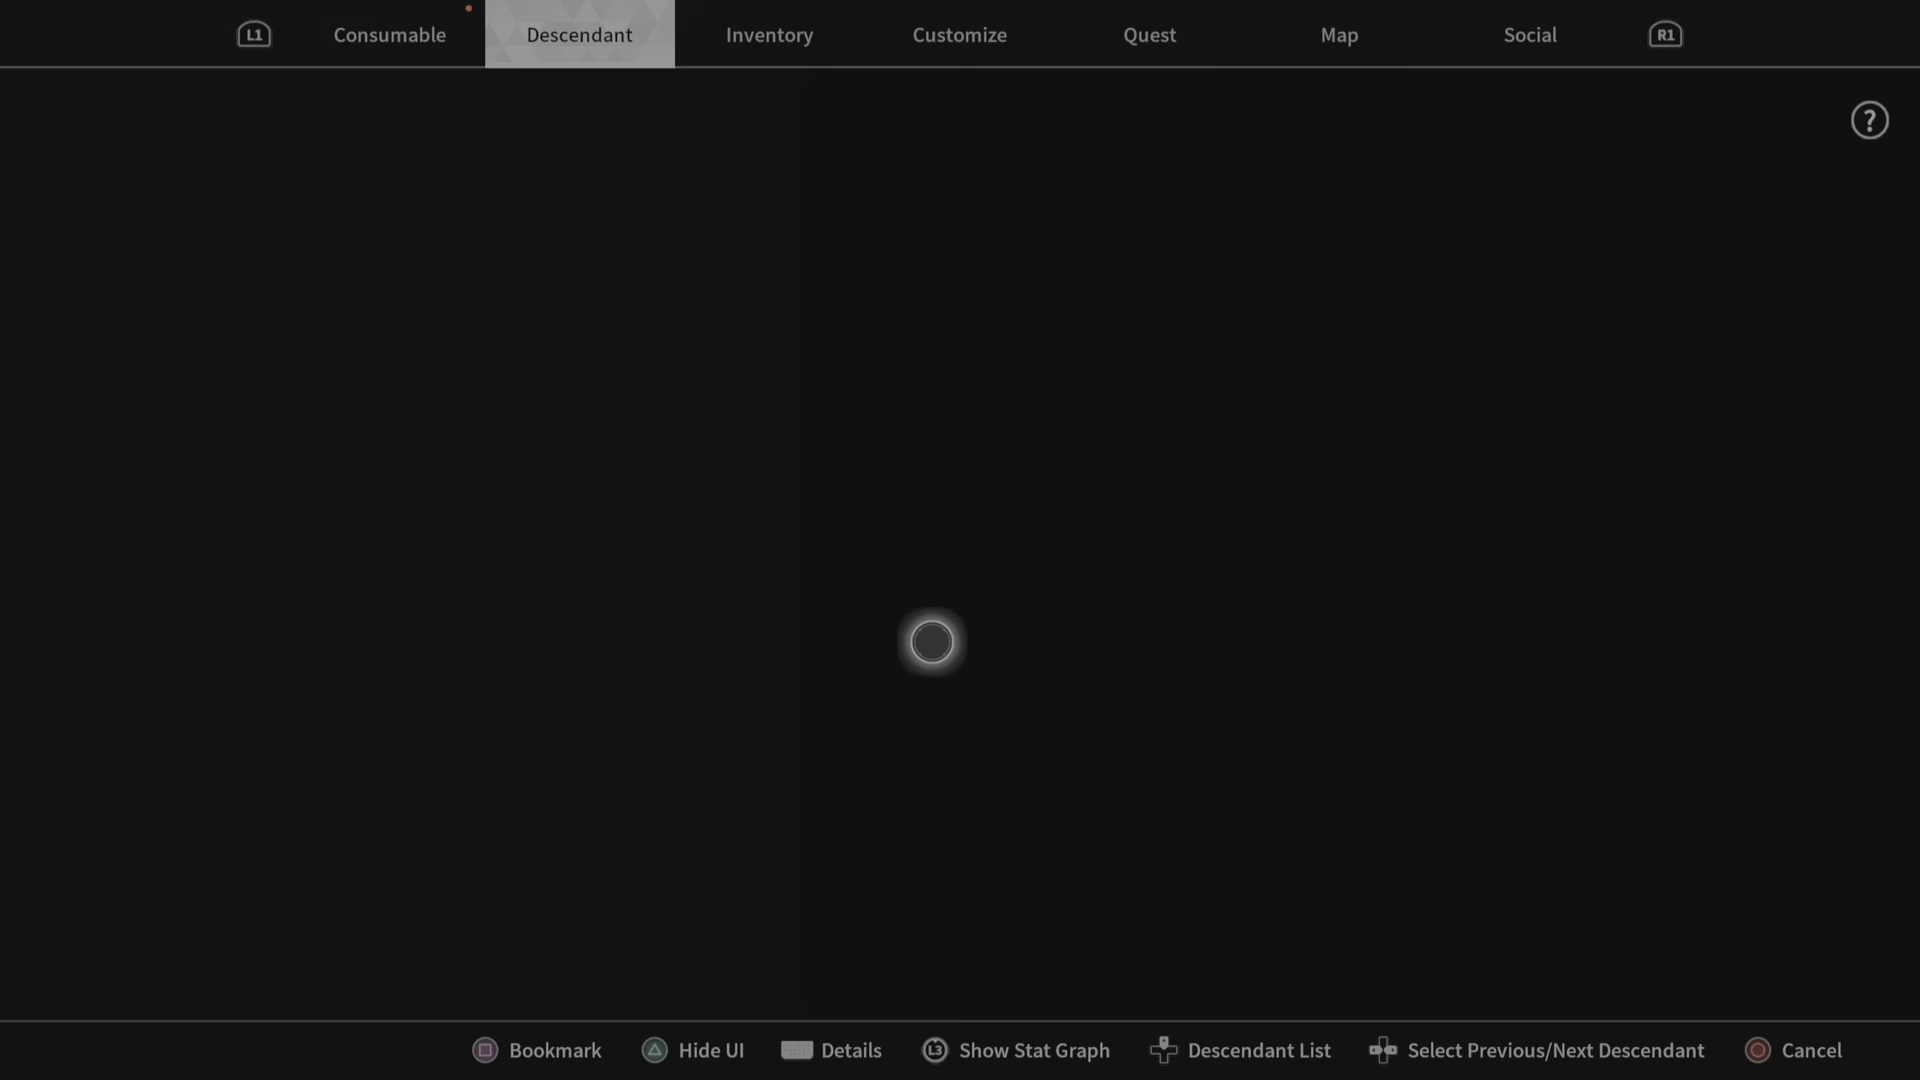 L1 Consumable Descendant Inventory Customize Quest Map Social R1
?
Bookmark Hide UI Details L3 Show Stat Graph Descendant List Select Previous/Next Descendant Cancel